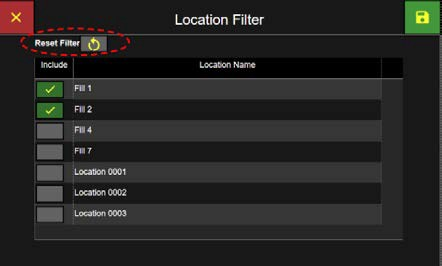 Location Filter
Reset Filter
Include Location Name
Fill 1
Fill 2
Fill 4
Fill 7
Location 0001
Location 0002
Location 0003